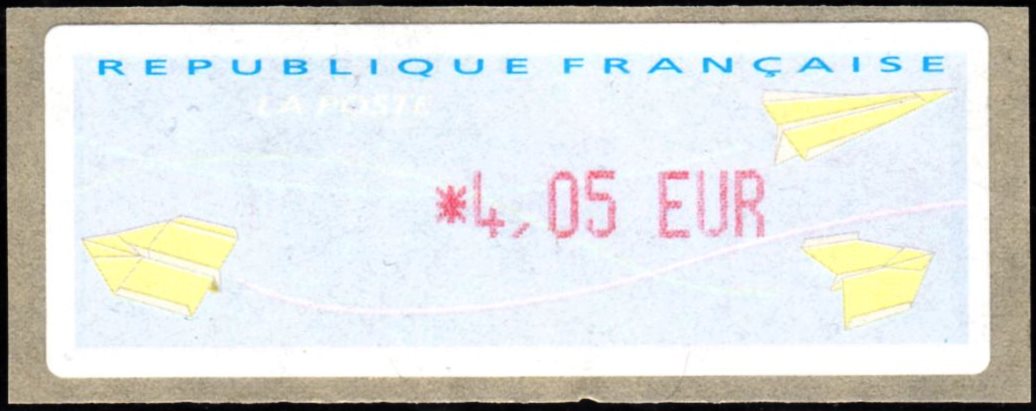 REPUBLIQUE FRANÇAISE
LA POSTE
*4,05 EUR